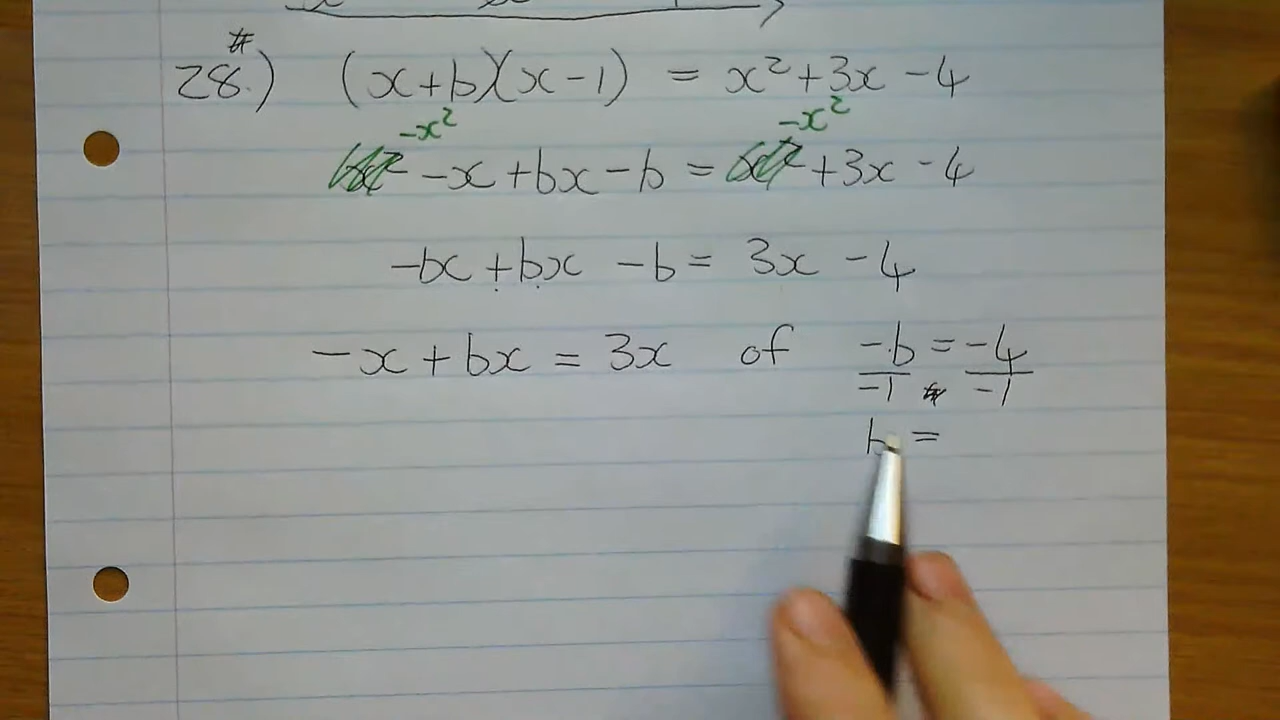 28.) (x+b)(x-1) = x²+3x-4
-x² -x²
x² -x+bx-b = x² +3x-4
-x+bx -b = 3x -4
-x+bx = 3x of -b = -4
-1 -1
b =